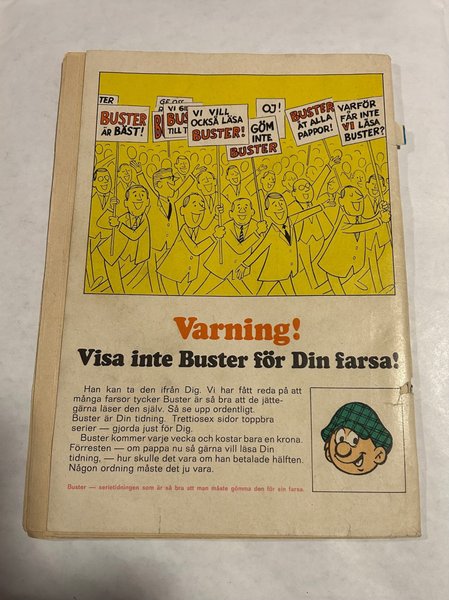 TER
BUSTER
ÄR BÄST!
GE OSS
VI
BU
TILL T
VI VILL
OCKSÅ LÄSA
BUSTER!
OJ!
GÖM
INTE
BUSTER
BUSTER
ÅT ALLA
PAPPOR!
VARFÖR
FÅR INTE
VI LÄSA
BUSTER?
Varning!
Visa inte Buster för Din farsa!
Han kan ta den ifrån Dig. Vi har fått reda på att
många farsor tycker Buster är så bra att de jätte-
gärna läser den själv. Så se upp ordentligt.
Buster är Din tidning. Trettiosex sidor toppbra
serier — gjorda just för Dig.
Buster kommer varje vecka och kostar bara en krona.
Förresten — om pappa nu så gärna vill läsa Din
tidning, — hur skulle det vara om han betalade hälften.
Någon ordning måste det ju vara.
Buster — serietidningen som är så bra att man måste gömma den för sin farsa.